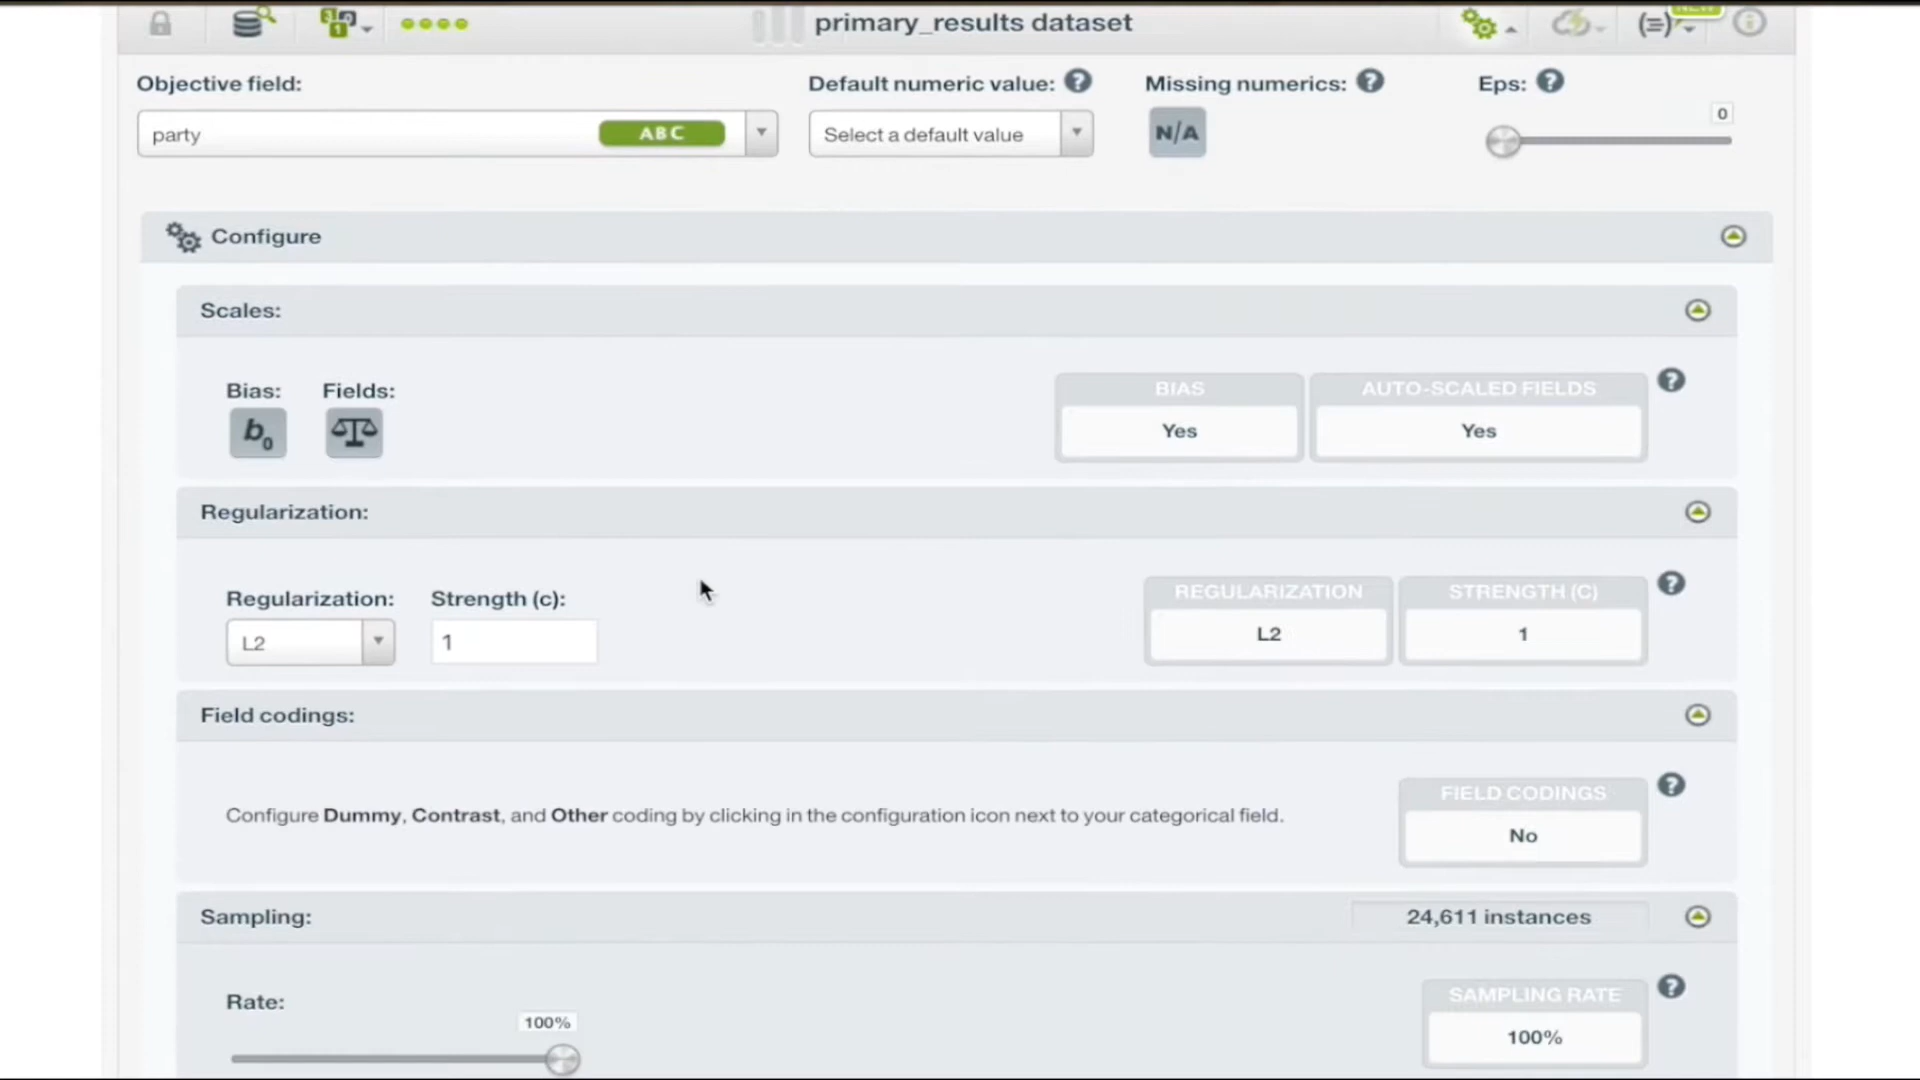 primary_results dataset
NEW
Objective field:
Default numeric value: ?
Missing numerics: ?
Eps: ?
party
ABC
Select a default value
N/A
0
Configure
Scales:
Bias:
Fields:
b0
BIAS
Yes
AUTO-SCALED FIELDS
Yes
?
Regularization:
Regularization:
Strength (c):
L2
1
REGULARIZATION
L2
STRENGTH (C)
1
?
Field codings:
Configure Dummy, Contrast, and Other coding by clicking in the configuration icon next to your categorical field.
FIELD CODINGS
No
?
Sampling:
24,611 instances
Rate:
100%
SAMPLING RATE
100%
?